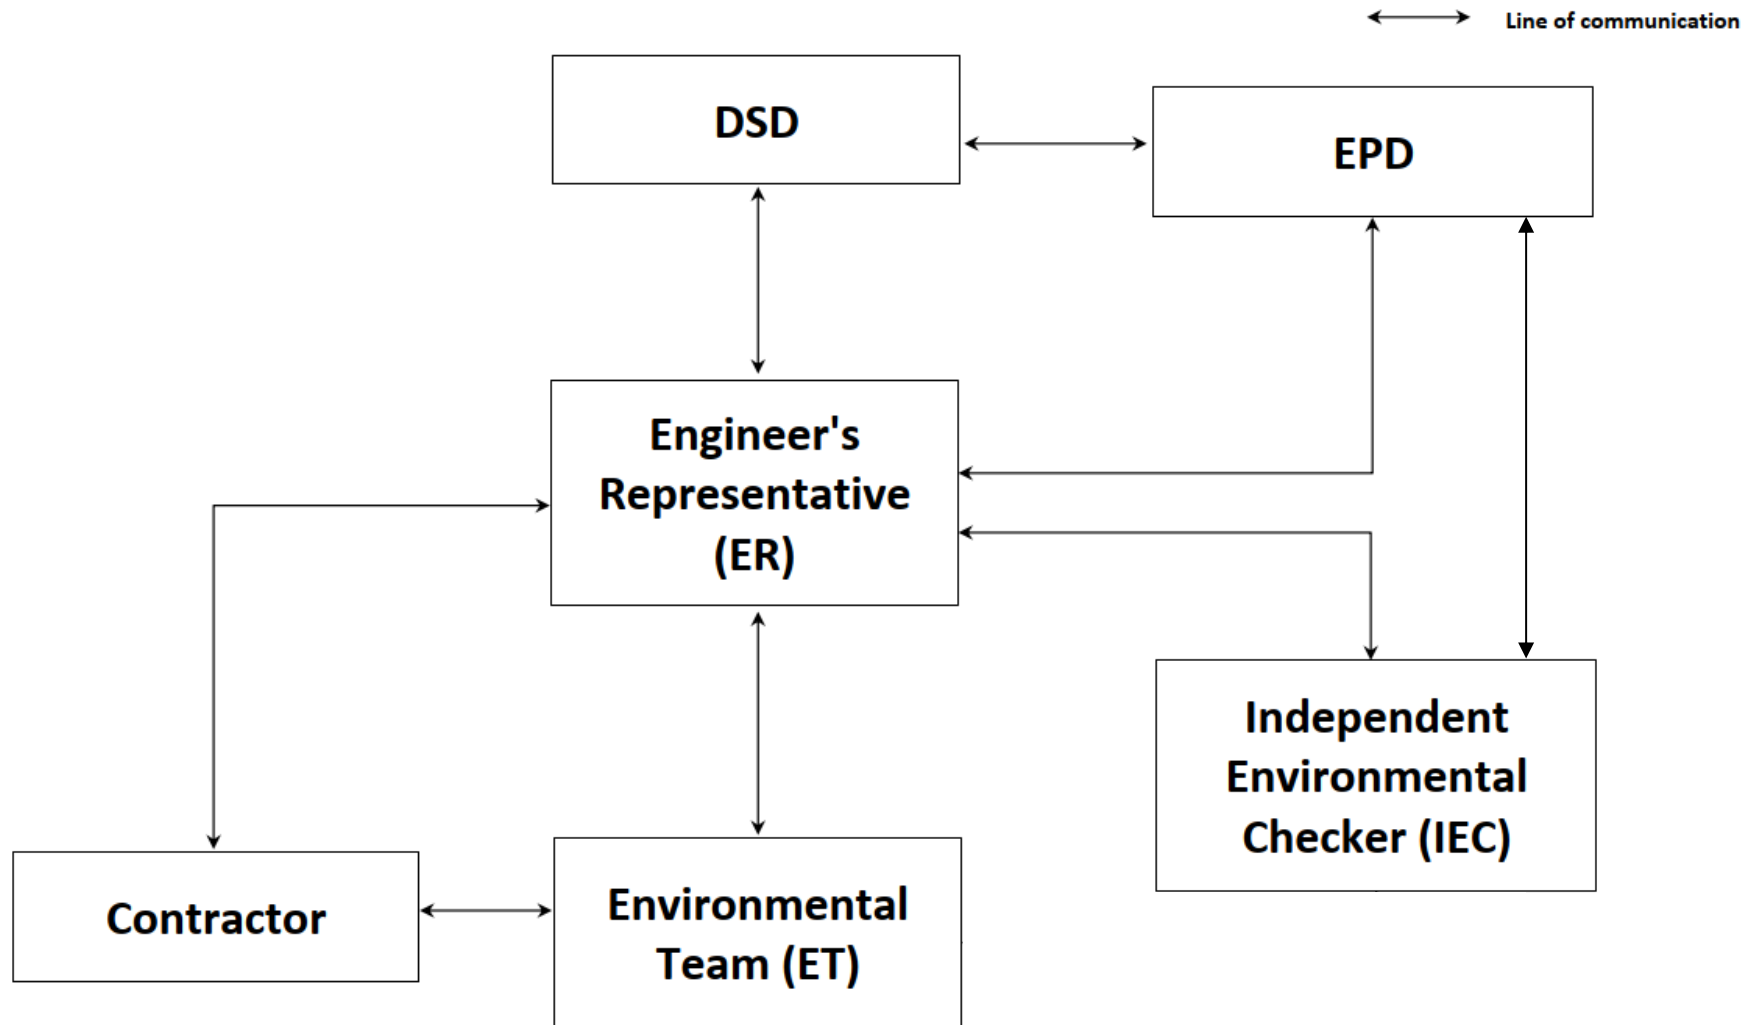 Line of communication
DSD
EPD
Engineer's
Representative
(ER)
Independent
Environmental
Checker (IEC)
Contractor
Environmental
Team (ET)